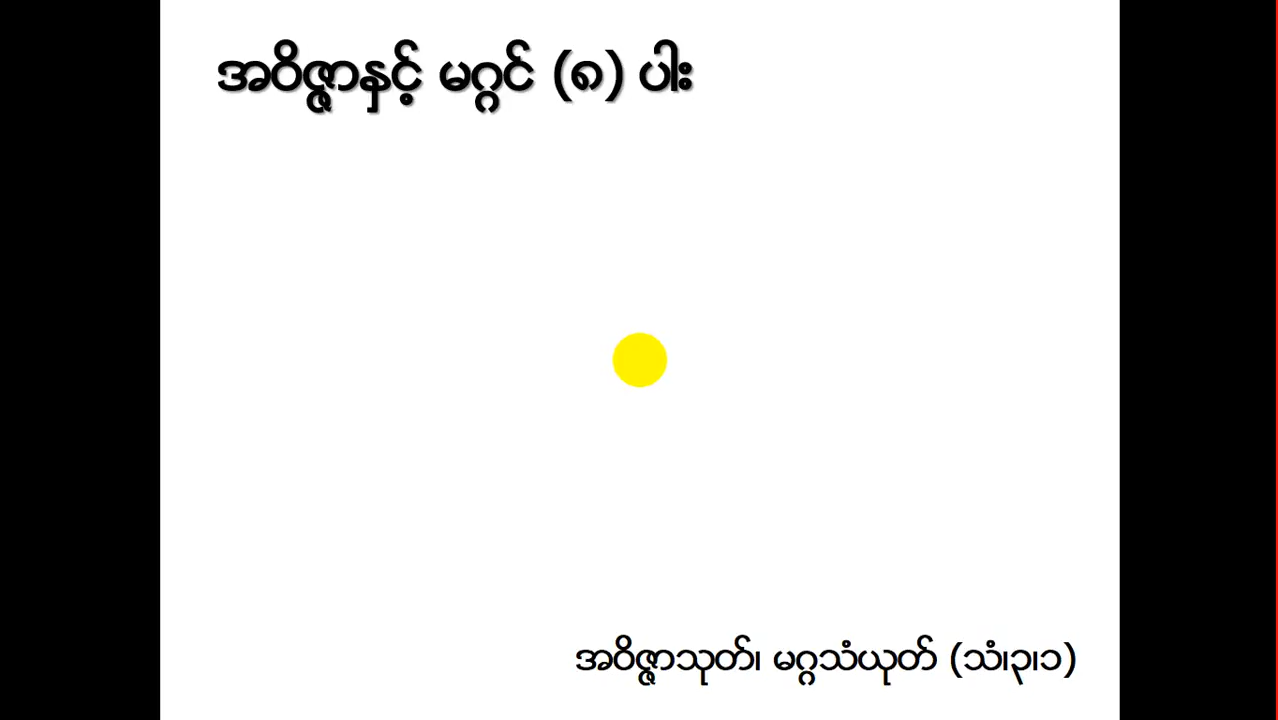 အဝိဇ္ဇာနှင့် မဂ္ဂင် (၈) ပါး
အဝိဇ္ဇာသုတ်၊ မဂ္ဂသံယုတ် (သံ၊၃၊၁)